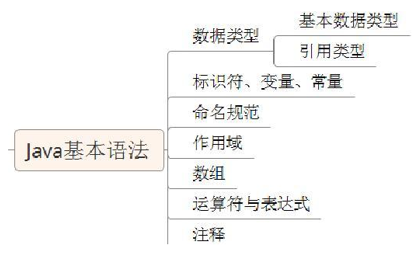 基本数据类型
数据类型
引用类型
标识符、变量、常量
命名规范
作用域
Java基本语法
数组
运算符与表达式
注释